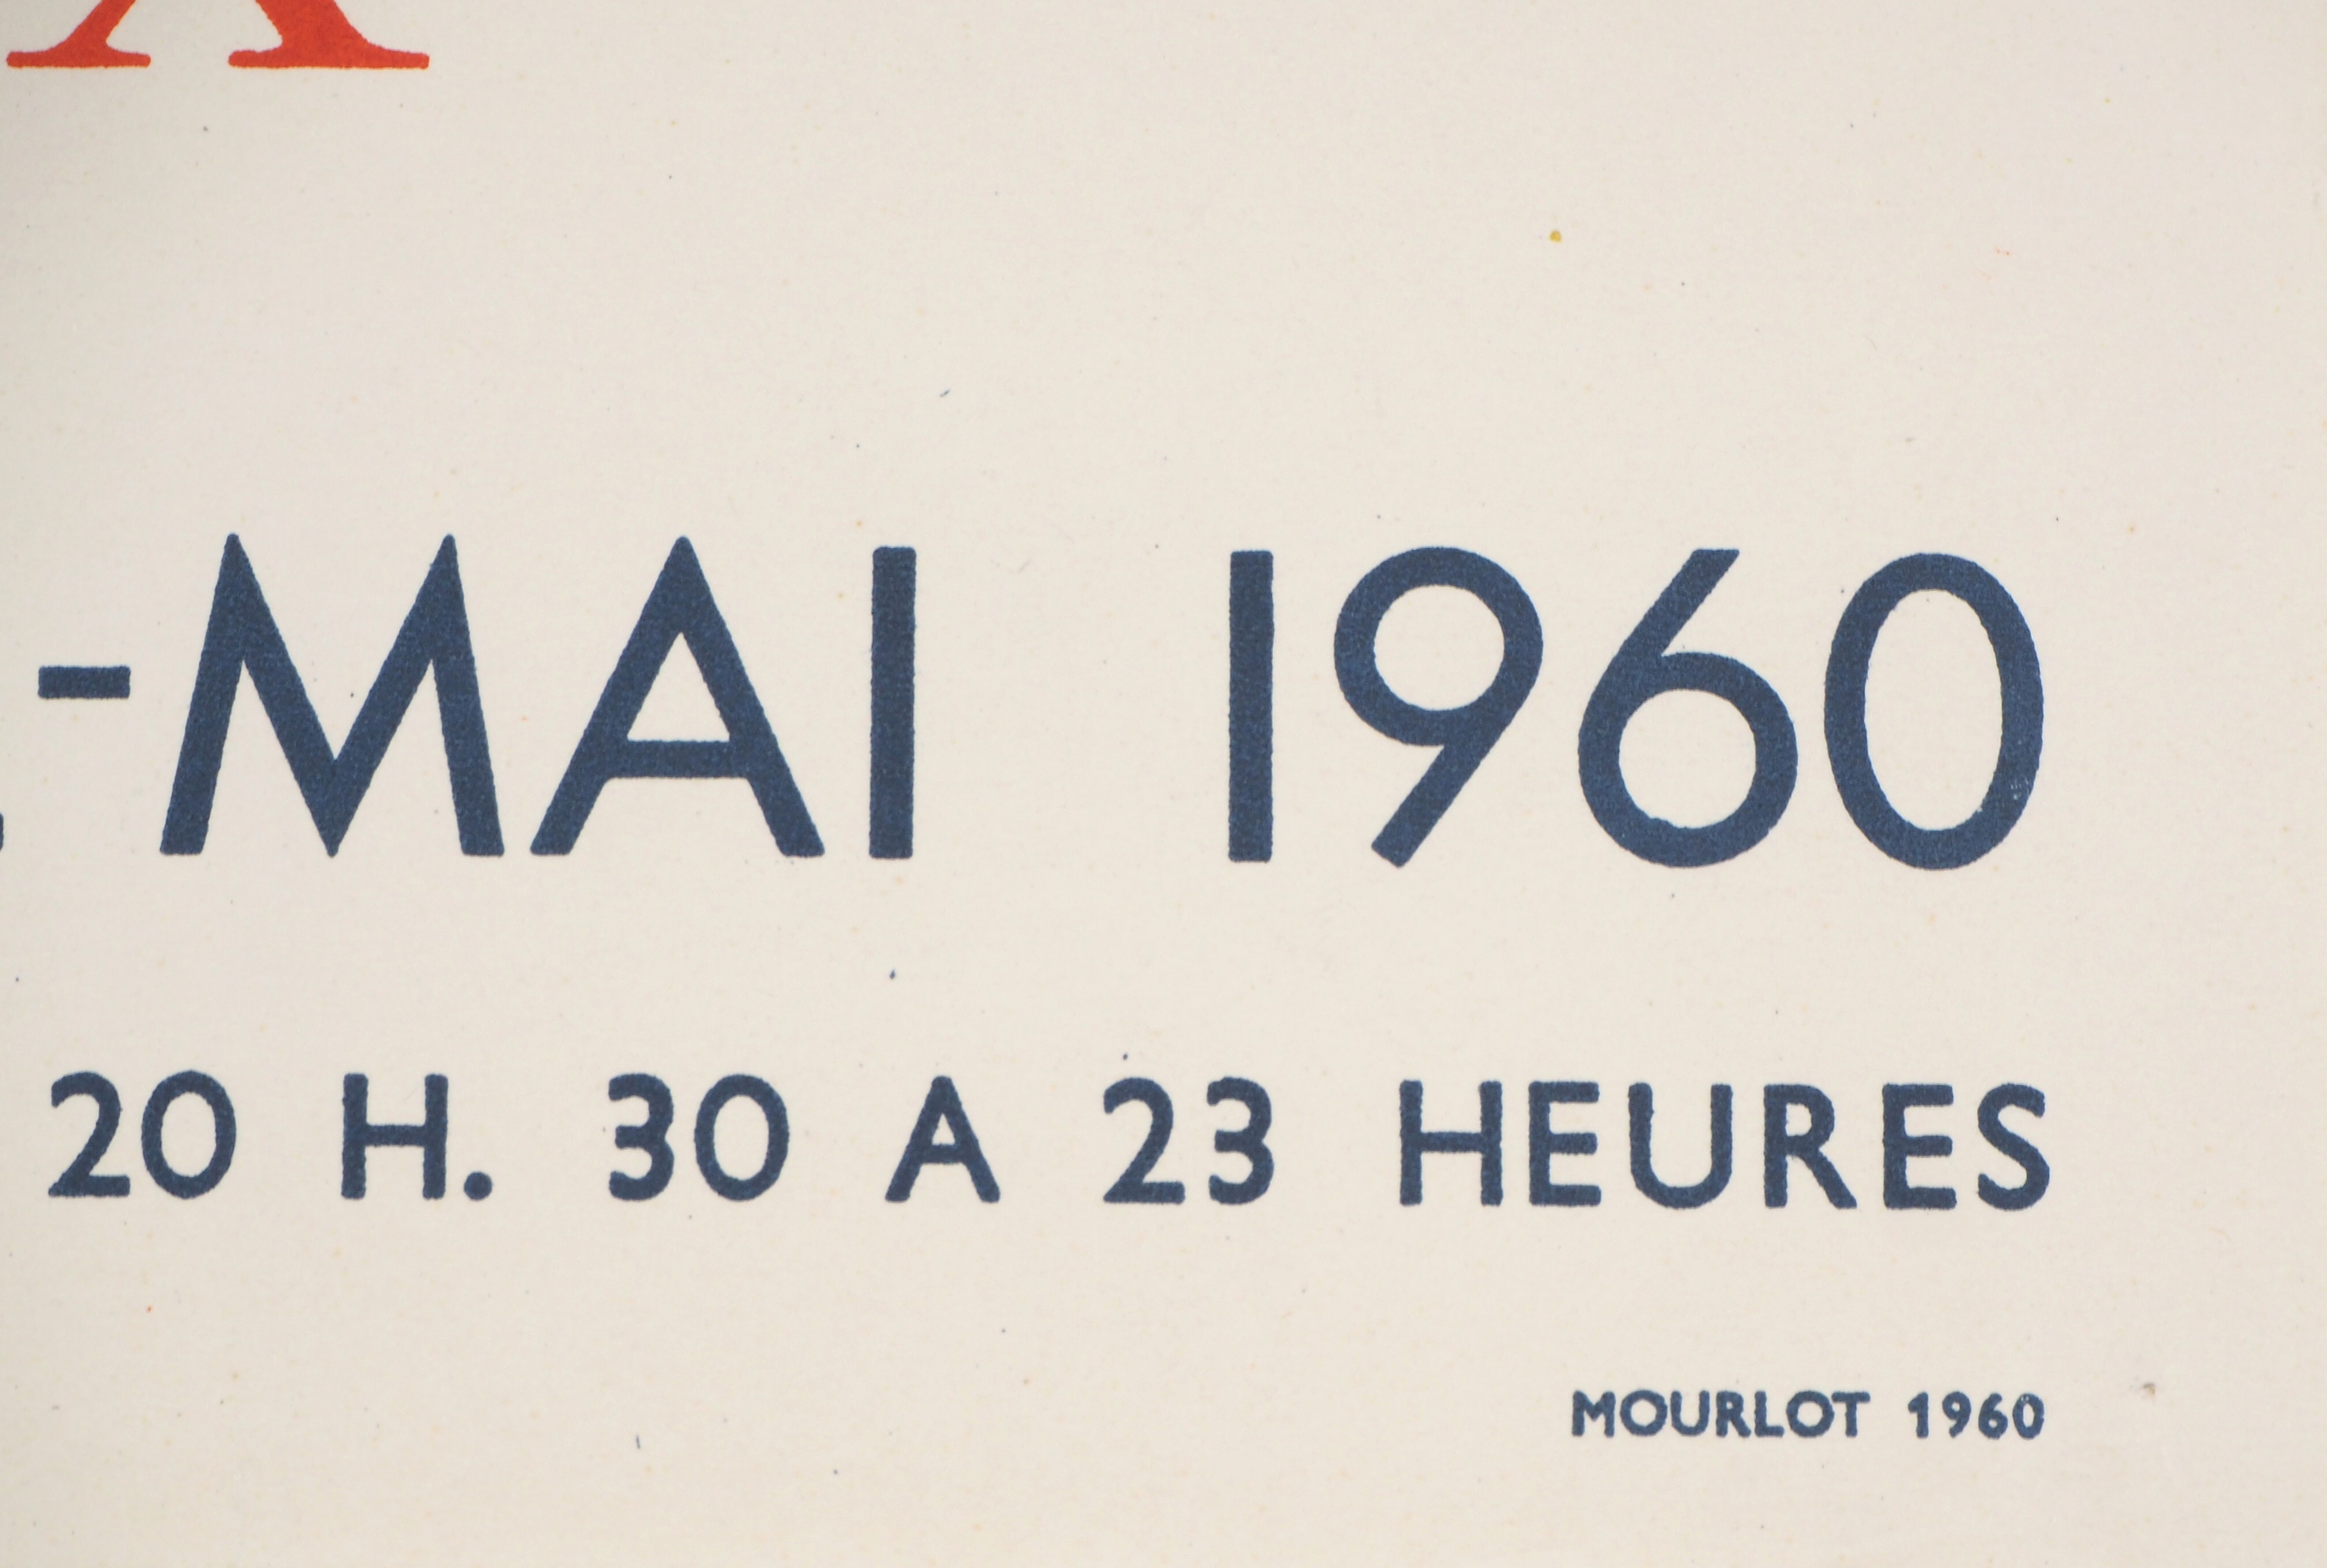 -MAI 1960
20 H. 30 A 23 HEURES
MOURLOT 1960